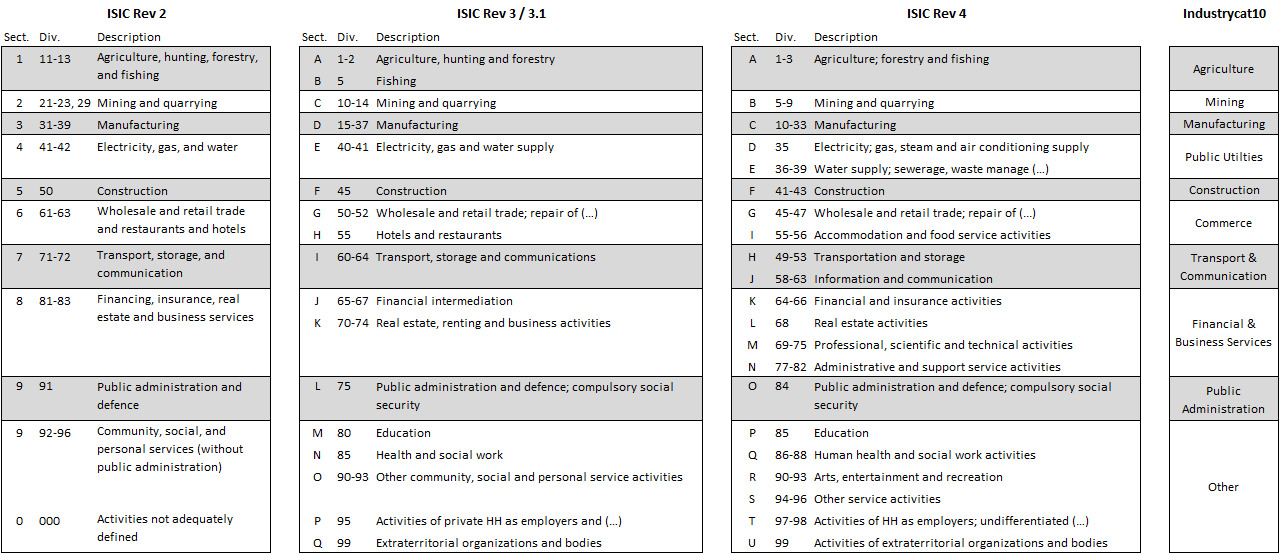 ISIC Rev 2 ISIC Rev 3 / 3.1 ISIC Rev 4 Industrycat10
Sect. Div. Description Sect. Div. Description Sect. Div. Description
1 11-13 Agriculture, hunting, forestry, A 1-2 Agriculture, hunting and forestry A 1-3 Agriculture; forestry and fishing
and fishing B 5 Fishing Agriculture
2 21-23, 29 Mining and quarrying C 10-14 Mining and quarrying B 5-9 Mining and quarrying Mining
3 31-39 Manufacturing D 15-37 Manufacturing C 10-33 Manufacturing Manufacturing
4 41-42 Electricity, gas, and water E 40-41 Electricity, gas and water supply D 35 Electricity; gas, steam and air conditioning supply
Public Utilties
E 36-39 Water supply; sewerage, waste manage (...)
5 50 Construction F 45 Construction F 41-43 Construction Construction
6 61-63 Wholesale and retail trade G 50-52 Wholesale and retail trade; repair of (...) G 45-47 Wholesale and retail trade; repair of (...)
Commerce
and restaurants and hotels H 55 Hotels and restaurants I 55-56 Accommodation and food service activities
7 71-72 Transport, storage, and I 60-64 Transport, storage and communications H 49-53 Transportation and storage Transport &
communication J 58-63 Information and communication Communication
8 81-83 Financing, insurance, real J 65-67 Financial intermediation K 64-66 Financial and insurance activities
estate and business services K 70-74 Real estate, renting and business activities L 68 Real estate activities Financial &
M 69-75 Professional, scientific and technical activities Business Services
N 77-82 Administrative and support service activities
9 91 Public administration and L 75 Public administration and defence; compulsory social O 84 Public administration and defence; compulsory social Public
defence security security Administration
9 92-96 Community, social, and M 80 Education P 85 Education
personal services (without N 85 Health and social work Q 86-88 Human health and social work activities
public administration) O 90-93 Other community, social and personal service activities R 90-93 Arts, entertainment and recreation
Other
S 94-96 Other service activities
0 000 Activities not adequately P 95 Activities of private HH as employers and (...) T 97-98 Activities of HH as employers; undifferentiated (...)
defined Q 99 Extraterritorial organizations and bodies U 99 Activities of extraterritorial organizations and bodies